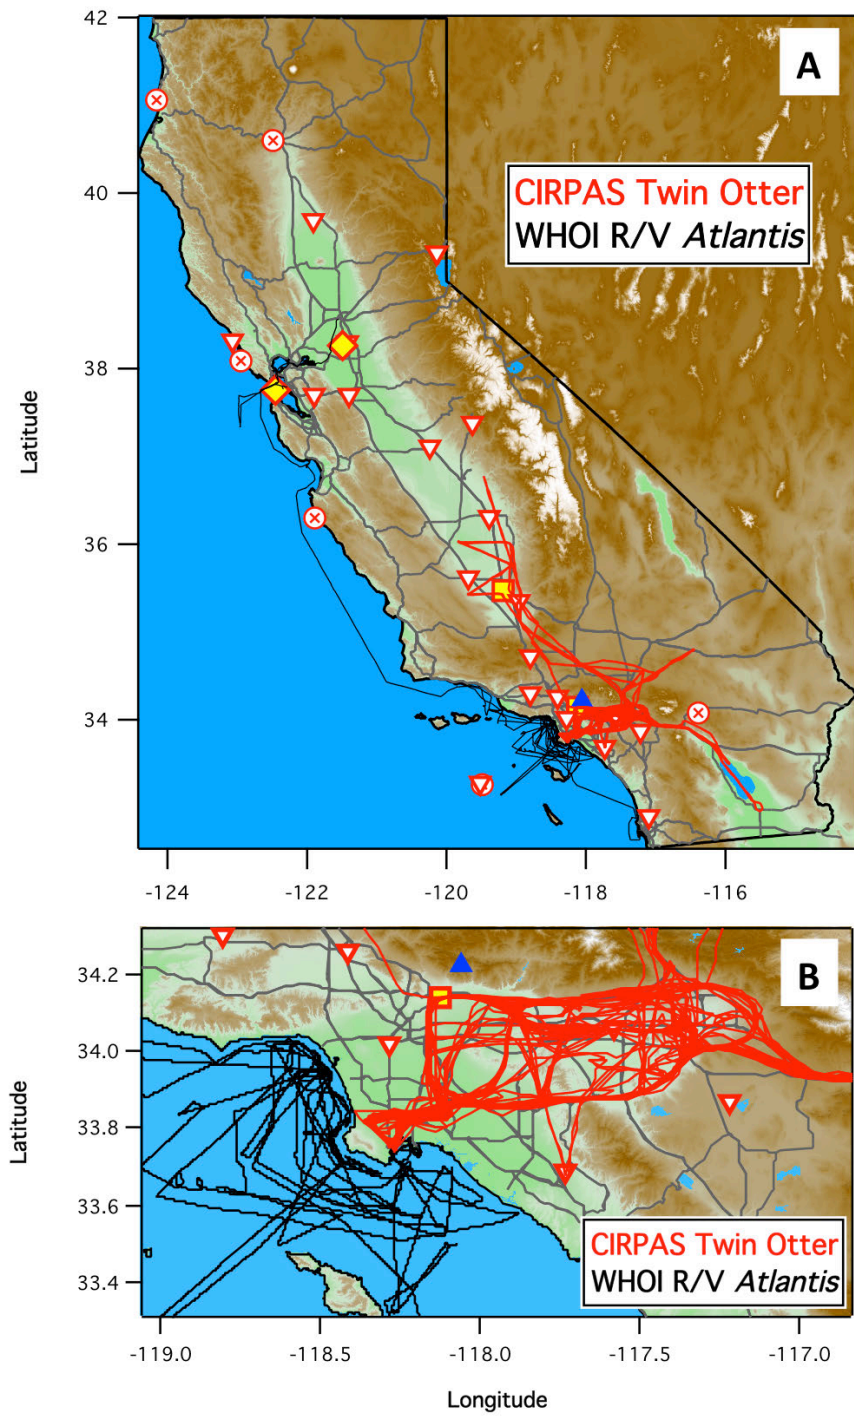 42
A
40
CIRPAS Twin Otter
WHOI R/V Atlantis
38
Latitude
36
34
-124
-122
-120
-118
-116
B
34.2
34.0
33.8
Latitude
33.6
33.4
CIRPAS Twin Otter
WHOI R/V Atlantis
-119.0
-118.5
-118.0
-117.5
-117.0
Longitude